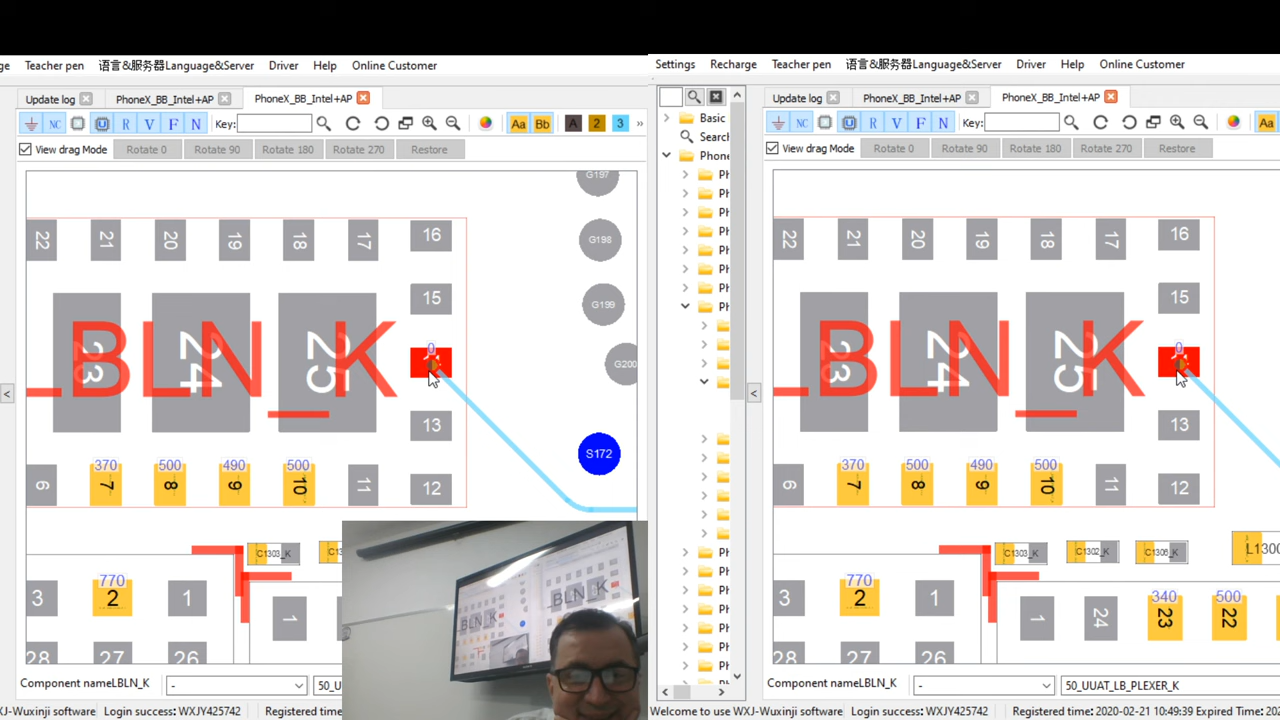 ge Teacher pen 语言&服务器Language&Server Driver Help Online Customer
Update log PhoneX_BB_Intel+AP PhoneX_BB_Intel+AP
NC R V F N Key: Aa Bb A 2 3 »
View drag Mode Rotate 0 Rotate 90 Rotate 180 Rotate 270 Restore
G197
22 21 20 19 18 17 16 G198
15 G199
_BLN_K
23 24 25 0 G200
13 S172
370 500 490 500
6 7 8 9 10 11 12
C1303_K
770
3 2 1 1
28 27 26
Component nameLBLN_K -
WXJ-Wuxinji software Login success: WXJY425742 Registered
Settings Recharge Teacher pen 语言&服务器Language&Server Driver Help Online Customer
Update log PhoneX_BB_Intel+AP PhoneX_BB_Intel+AP
Basic
Search
Phone
NC R V F N Key: Aa
View drag Mode Rotate 0 Rotate 90 Rotate 180 Rotate 270 Restore
22 21 20 19 18 17 16
15
_BLN_K
23 24 25 0
13
370 500 490 500
6 7 8 9 10 11 12
C1303_K C1302_K C1306_K L1300
770 340 500
3 2 1 1 24 23 22
28 27 26
Component nameLBLN_K - 50_UUAT_LB_PLEXER_K
Welcome to use WXJ-Wuxinji software Login success: WXJY425742 Registered time: 2020-02-21 10:49:39 Expired Time: 202